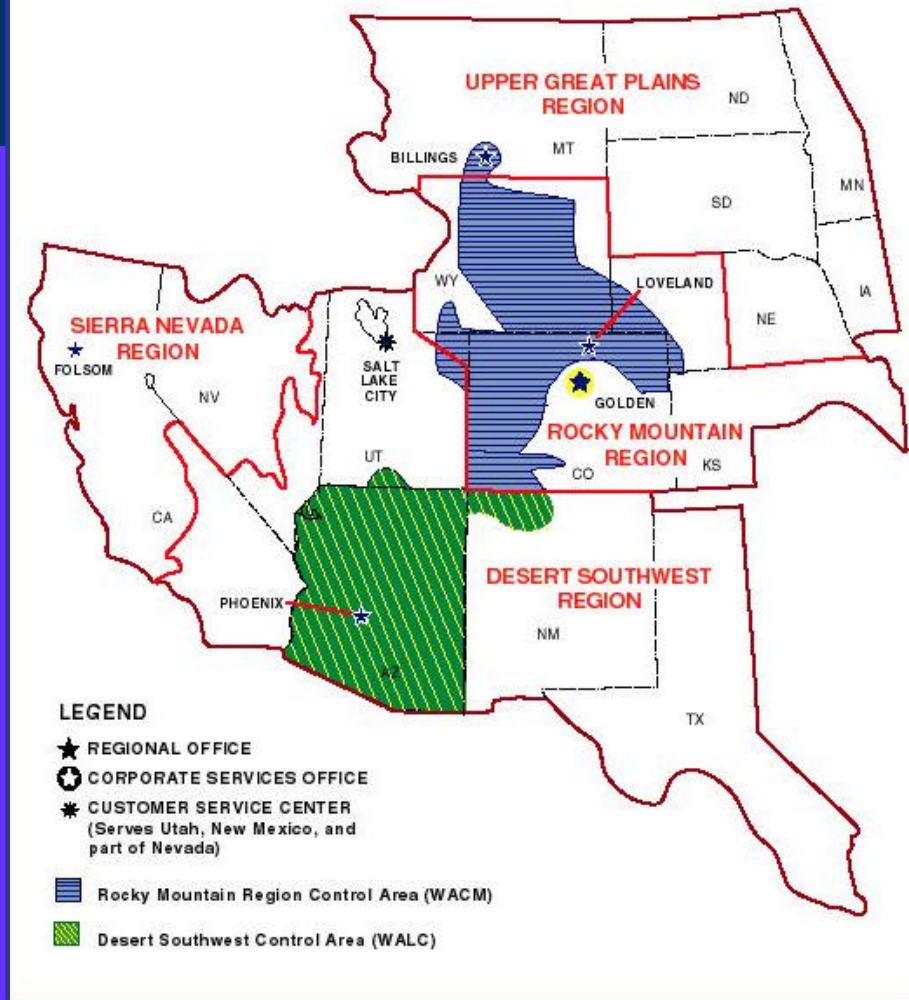 UPPER GREAT PLAINS
REGION
ND
BILLINGS
MT
MN
SD
WY
LOVELAND
IA
NE
SIERRA NEVADA
REGION
FOLSOM
SALT
LAKE
CITY
NV
GOLDEN
ROCKY MOUNTAIN
REGION
UT
CO
KS
CA
DESERT SOUTHWEST
REGION
PHOENIX
NM
AZ
TX
LEGEND
REGIONAL OFFICE
CORPORATE SERVICES OFFICE
CUSTOMER SERVICE CENTER
(Serves Utah, New Mexico, and
part of Nevada)
Rocky Mountain Region Control Area (WACM)
Desert Southwest Control Area (WALC)